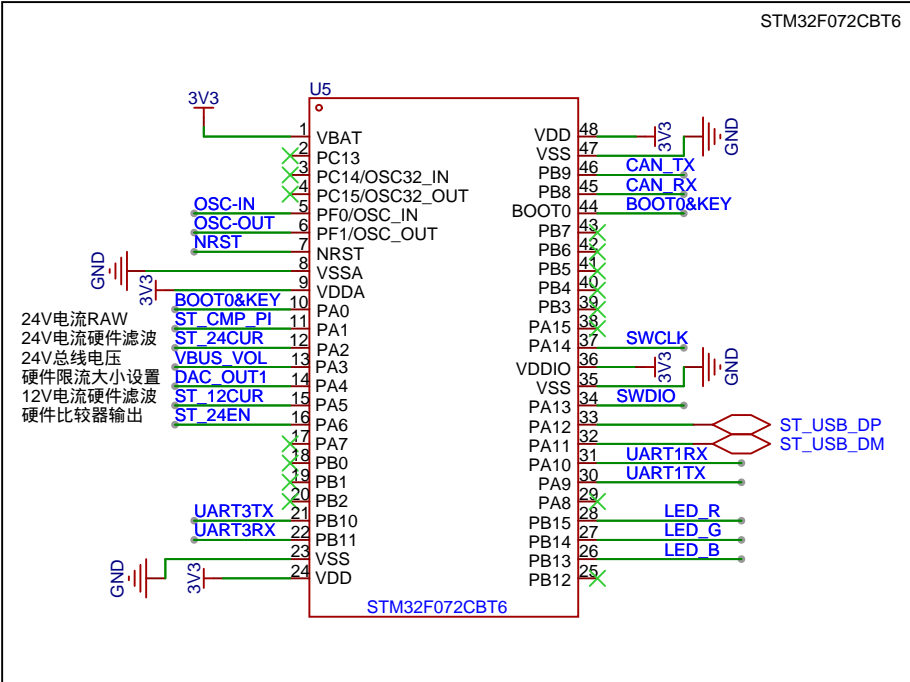 STM32F072CBT6
U5
3V3
1 VBAT
2 PC13
3 PC14/OSC32_IN
4 PC15/OSC32_OUT
OSC-IN 5 PF0/OSC_IN
OSC-OUT 6 PF1/OSC_OUT
NRST 7 NRST
GND 8 VSSA
3V3 9 VDDA
BOOT0&KEY 10 PA0
24V电流RAW ST_CMP_PI 11 PA1
24V电流硬件滤波 ST_24CUR 12 PA2
24V总线电压 VBUS_VOL 13 PA3
硬件限流大小设置 DAC_OUT1 14 PA4
12V电流硬件滤波 ST_12CUR 15 PA5
硬件比较器输出 ST_24EN 16 PA6
17 PA7
18 PB0
19 PB1
20 PB2
UART3TX 21 PB10
UART3RX 22 PB11
GND 23 VSS
3V3 24 VDD
VDD 48 3V3
VSS 47 GND
PB9 46 CAN_TX
PB8 45 CAN_RX
BOOT0 44 BOOT0&KEY
PB7 43
PB6 42
PB5 41
PB4 40
PB3 39
PA15 38
PA14 37 SWCLK
VDDIO 36 3V3
VSS 35 GND
PA13 34 SWDIO
PA12 33 ST_USB_DP
PA11 32 ST_USB_DM
PA10 31 UART1RX
PA9 30 UART1TX
PA8 29
PB15 28 LED_R
PB14 27 LED_G
PB13 26 LED_B
PB12 25
STM32F072CBT6